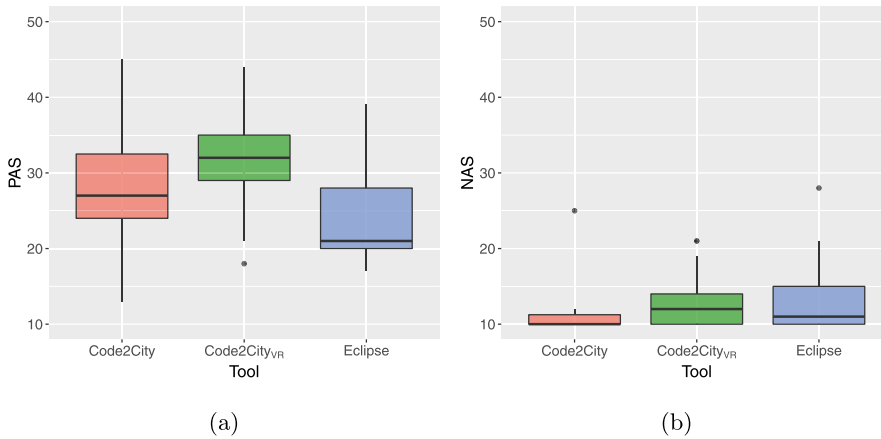 50
40
30
20
10
PAS
Code2City
Code2CityVR
Eclipse
Tool
(a)
50
40
30
20
10
NAS
Code2City
Code2CityVR
Eclipse
Tool
(b)